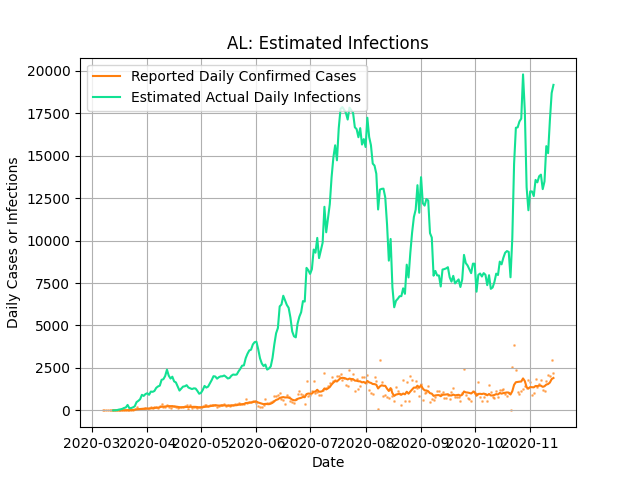 AL: Estimated Infections
Reported Daily Confirmed Cases
Estimated Actual Daily Infections
Daily Cases or Infections
20000
17500
15000
12500
10000
7500
5000
2500
0
2020-03 2020-04 2020-05 2020-06 2020-07 2020-08 2020-09 2020-10 2020-11
Date